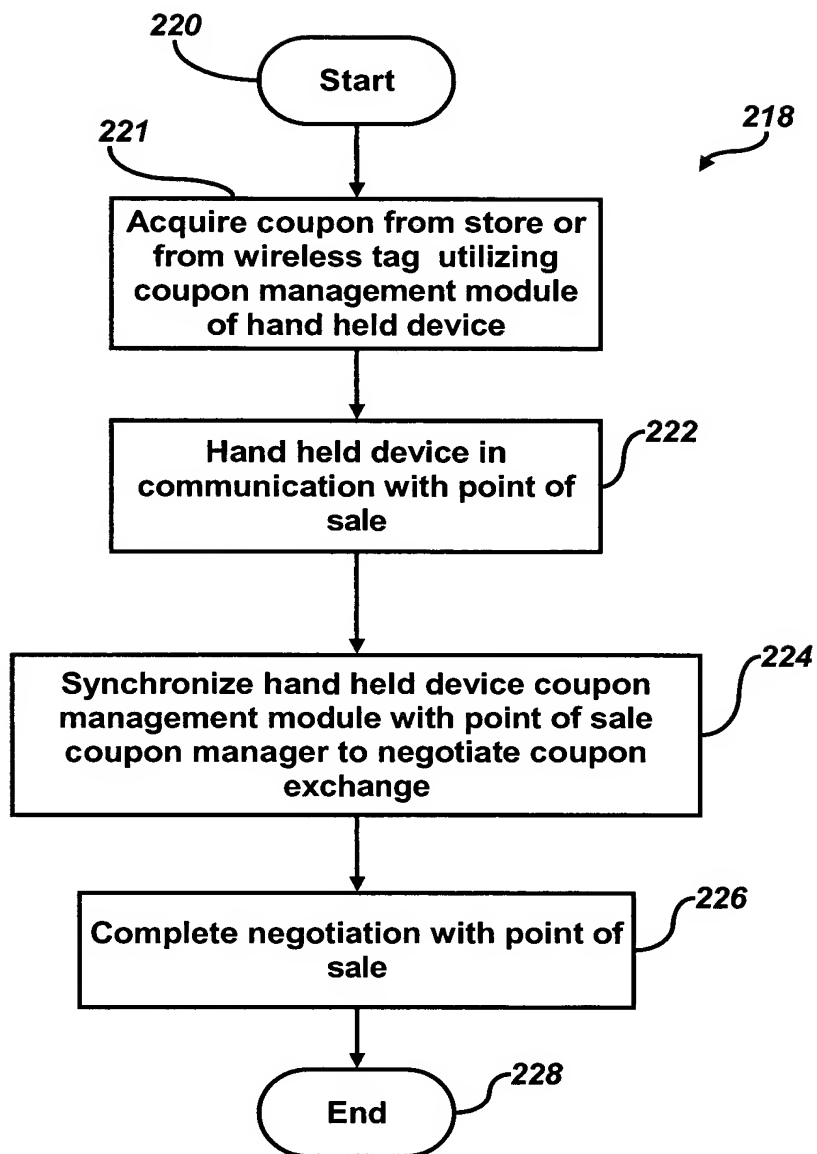 220
Start
218
221
Acquire coupon from store or
from wireless tag utilizing
coupon management module
of hand held device
222
Hand held device in
communication with point of
sale
224
Synchronize hand held device coupon
management module with point of sale
coupon manager to negotiate coupon
exchange
226
Complete negotiation with point of
sale
228
End